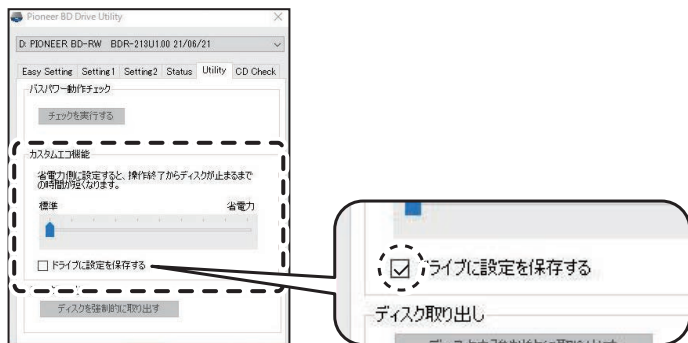 Pioneer BD Drive Utility
D: PIONEER BD-RW BDR-213U1.00 21/06/21
Easy Setting Setting1 Setting2 Status Utility CD Check
バスパワー動作チェック
チェックを実行する
カスタムエコ機能
省電力側に設定すると、操作終了からディスクが止まるまで
の時間が短くなります。
標準 省電力
ドライブに設定を保存する
ディスクを強制的に取り出す
ドライブに設定を保存する
ディスク取り出し